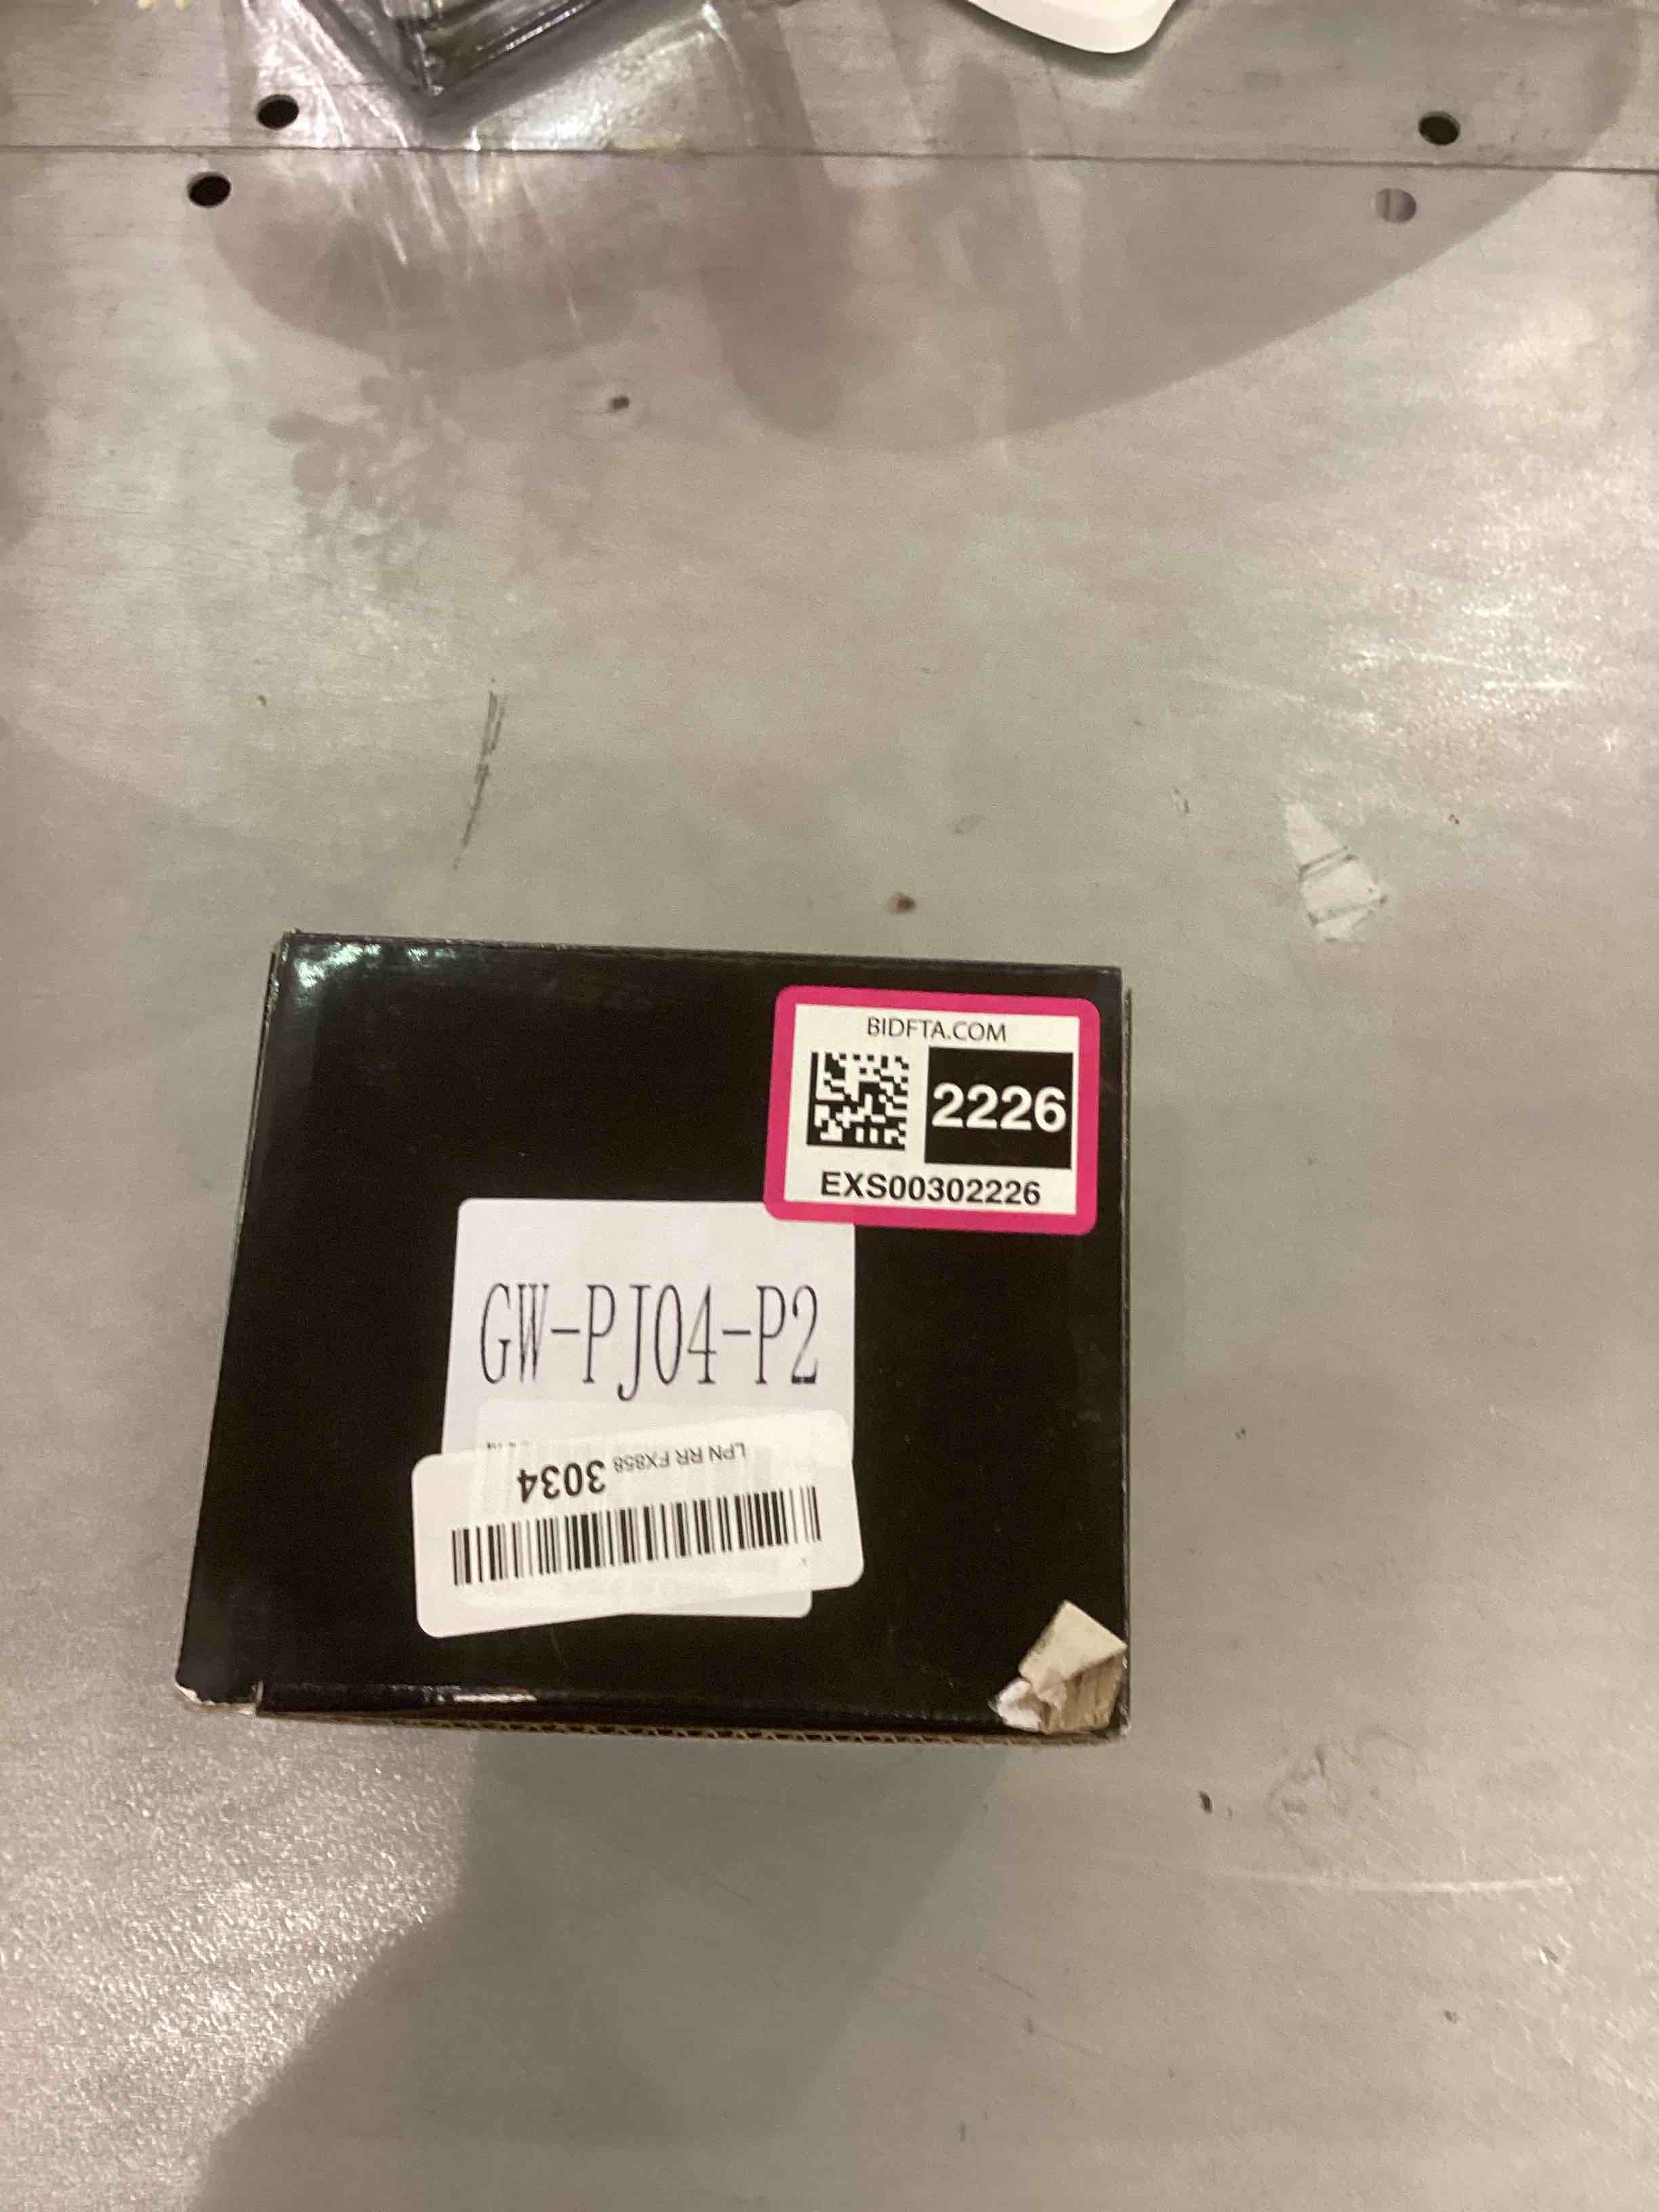 BIDFTA.COM
2226
EXS00302226
GW-PJ04-P2
LPN RR FX858 3034